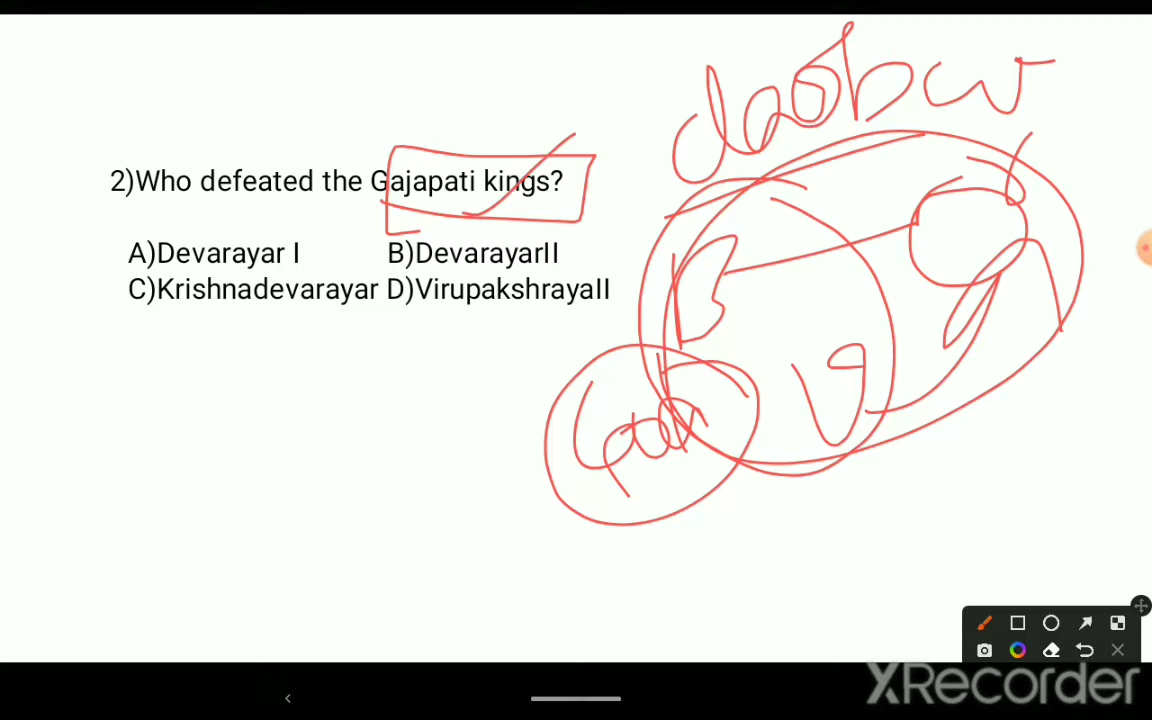 2)Who defeated the Gajapati kings?
A)Devarayar I B)DevarayarII
C)Krishnadevarayar D)VirupakshrayaII
XRecorder